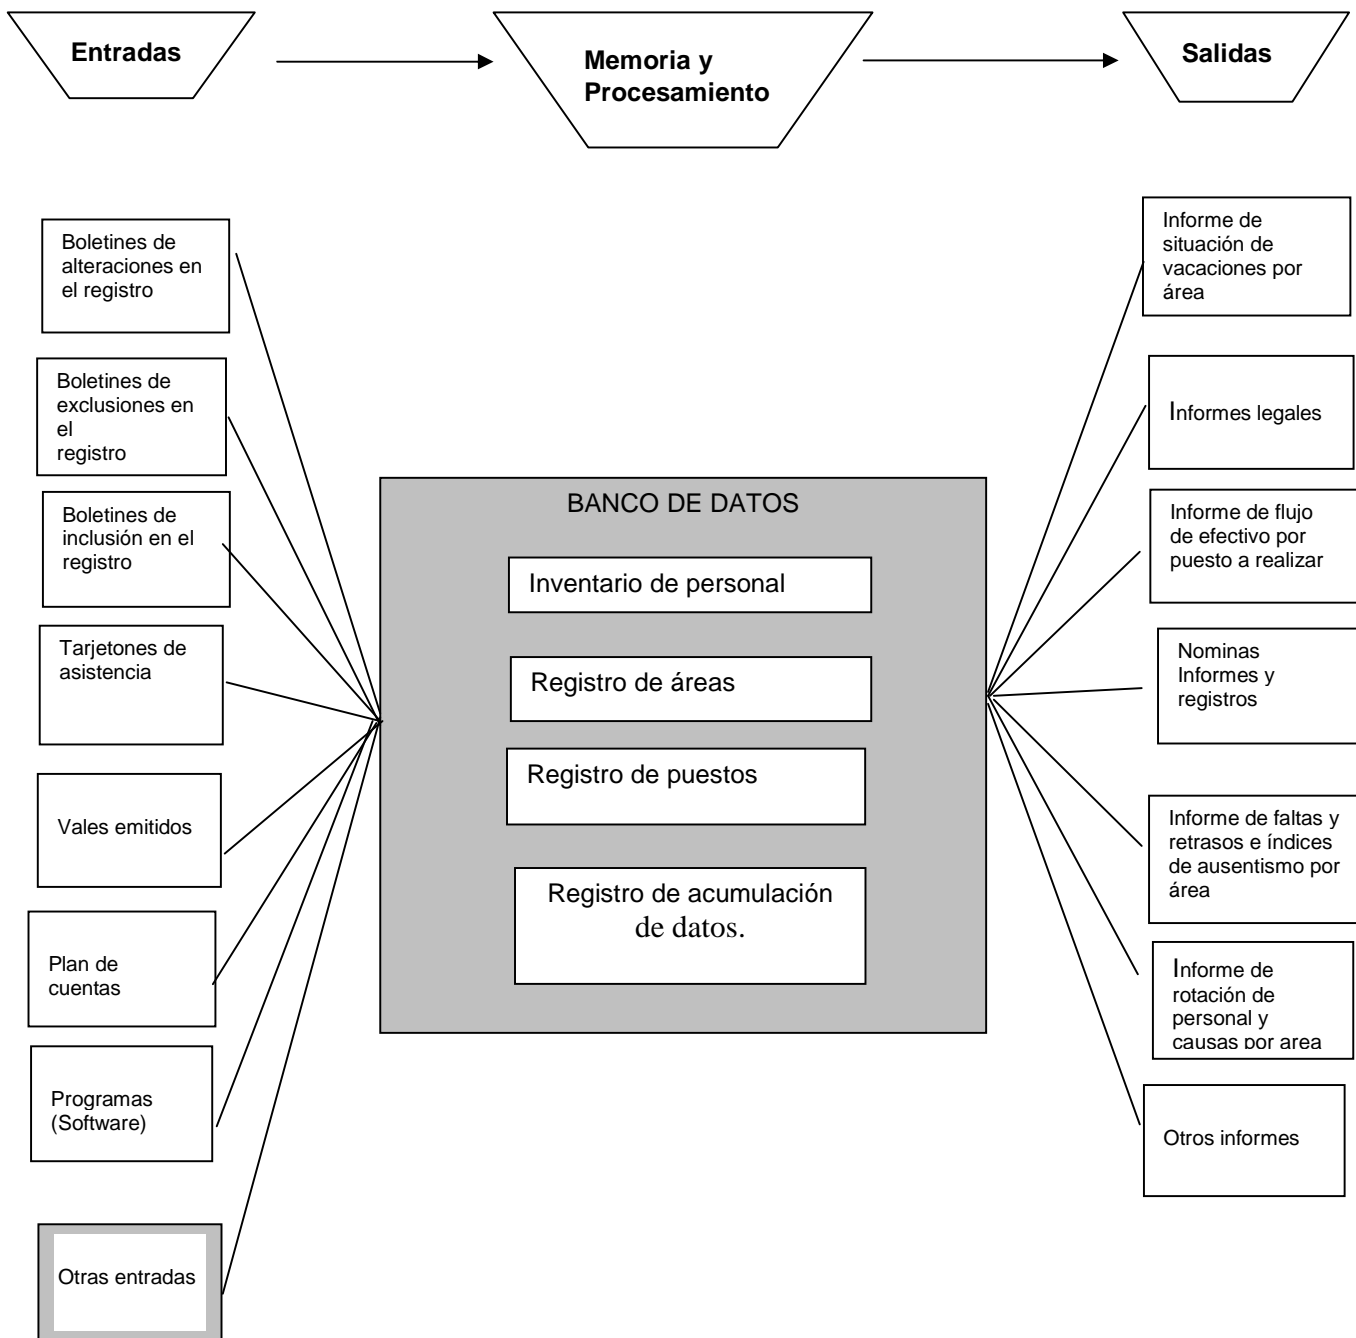 Entradas
Memoria y
Procesamiento
Salidas
Boletines de
alteraciones en
el registro
Boletines de
exclusiones en
el
registro
Boletines de
inclusión en el
registro
Tarjetones de
asistencia
Vales emitidos
Plan de
cuentas
Programas
(Software)
Otras entradas
BANCO DE DATOS
Inventario de personal
Registro de áreas
Registro de puestos
Registro de acumulación
de datos.
Informe de
situación de
vacaciones por
área
Informes legales
Informe de flujo
de efectivo por
puesto a realizar
Nominas
Informes y
registros
Informe de faltas y
retrasos e índices
de ausentismo por
área
Informe de
rotación de
personal y
causas por area
Otros informes